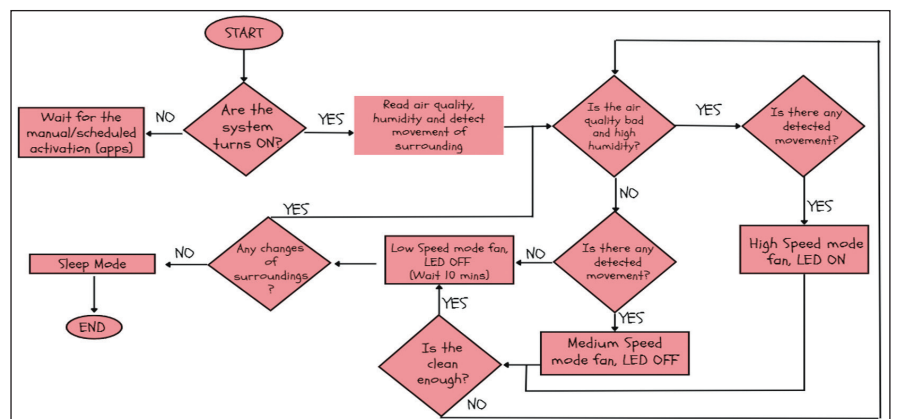 START
Are the
system
turns ON?
NO
Wait for the
manual/scheduled
activation (apps)
YES
Read air quality,
humidity and detect
movement of
surrounding
Is the air
quality bad
and high
humidity?
YES
Is there any
detected
movement?
YES
High Speed mode
fan, LED ON
NO
Is there any
detected
movement?
NO
Low Speed mode fan,
LED OFF
(Wait 10 mins)
YES
Medium Speed
mode fan, LED OFF
Is the
clean
enough?
YES
NO
Any changes
of
surroundings
?
YES
NO
Sleep Mode
END